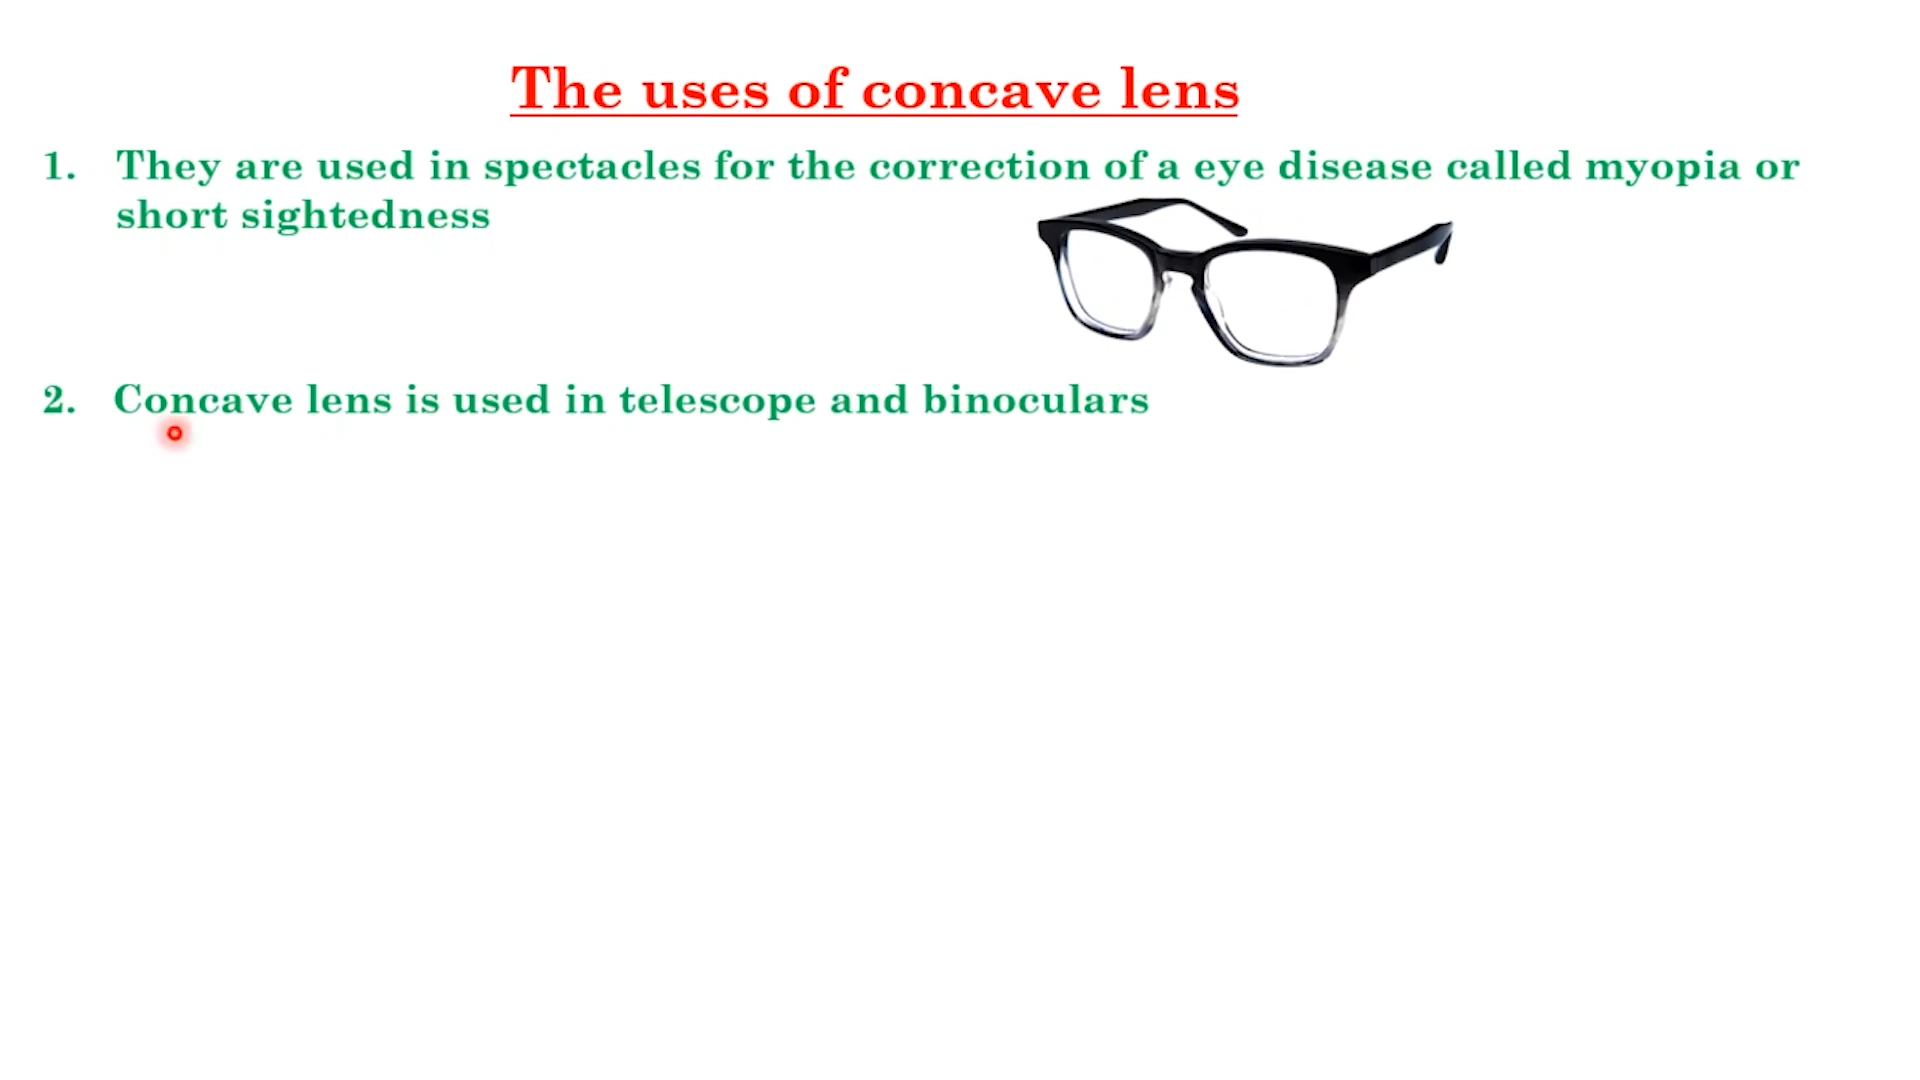 The uses of concave lens
1. They are used in spectacles for the correction of a eye disease called myopia or
short sightedness
2. Concave lens is used in telescope and binoculars